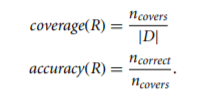 coverage(R) = n_covers / |D|
accuracy(R) = n_correct / n_covers .